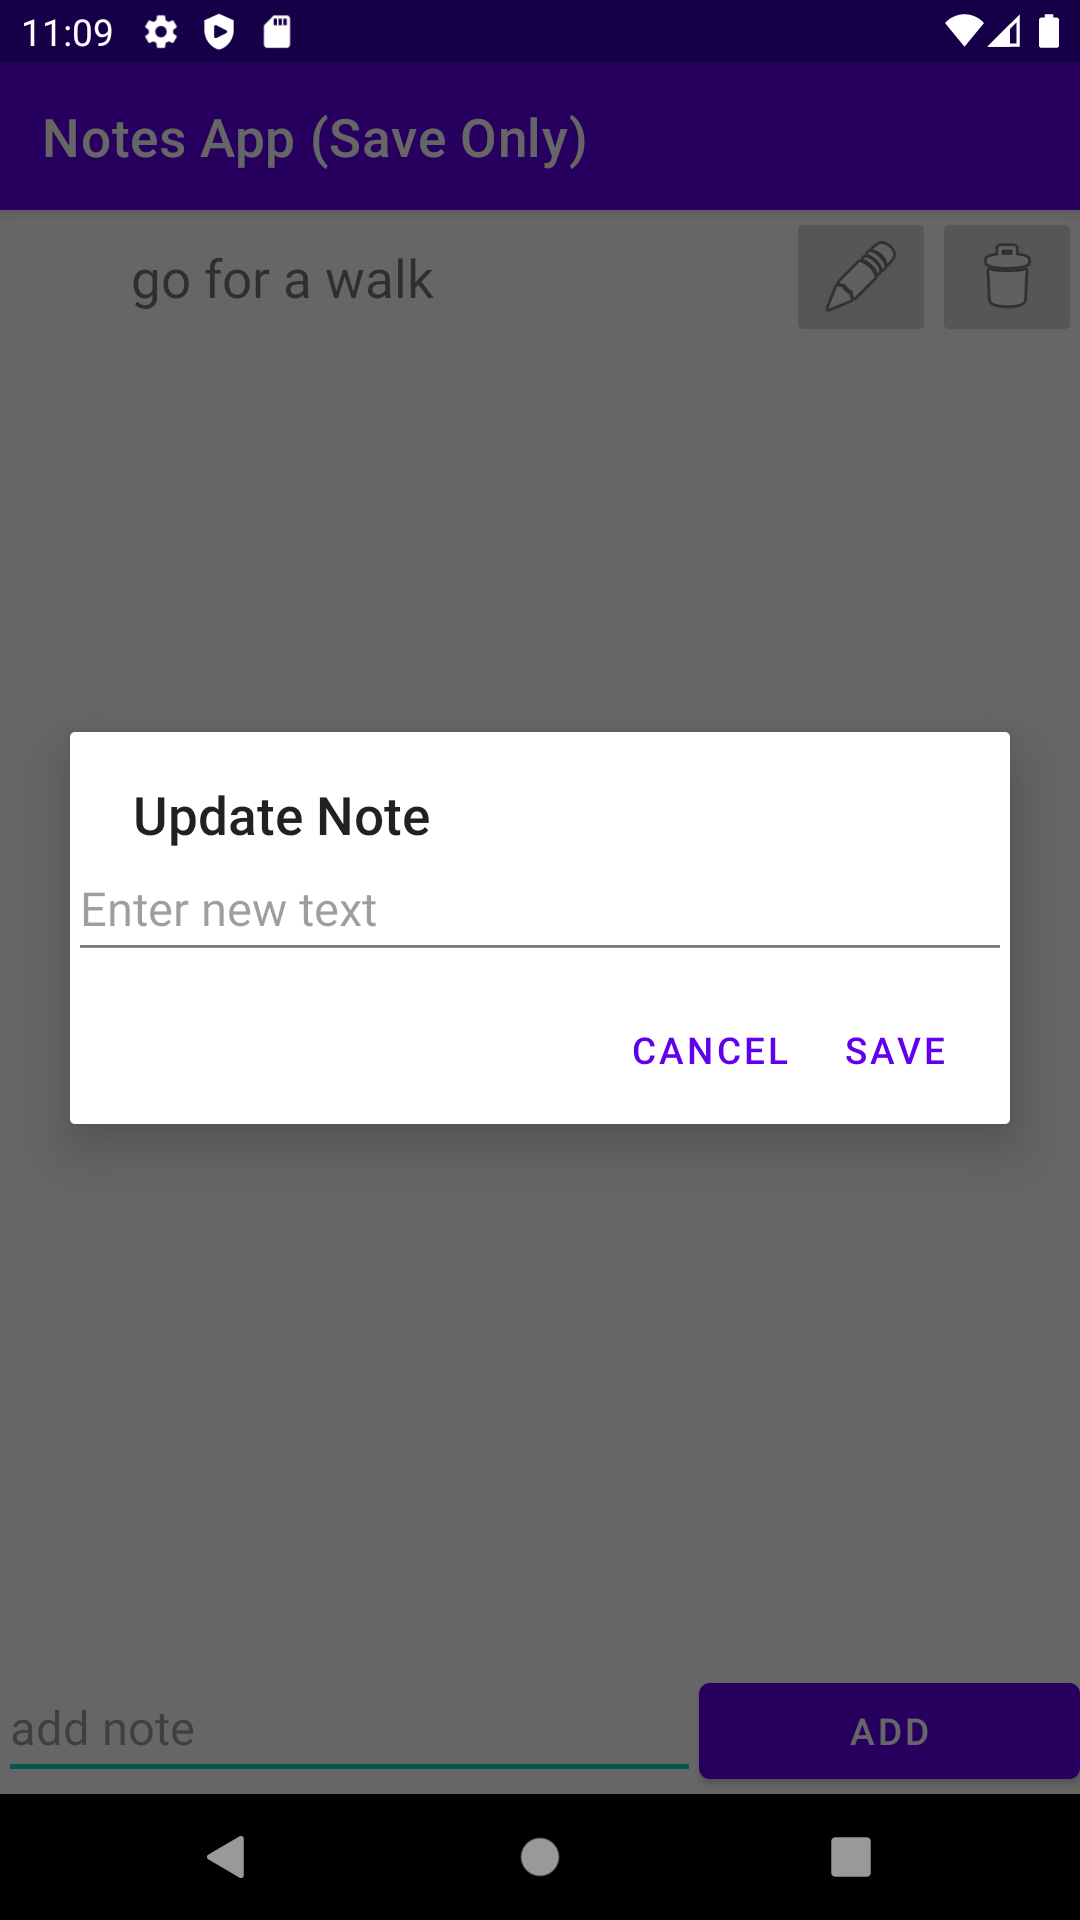 11:09
Notes App (Save Only)
go for a walk
Update Note
Enter new text
CANCEL SAVE
add note
ADD